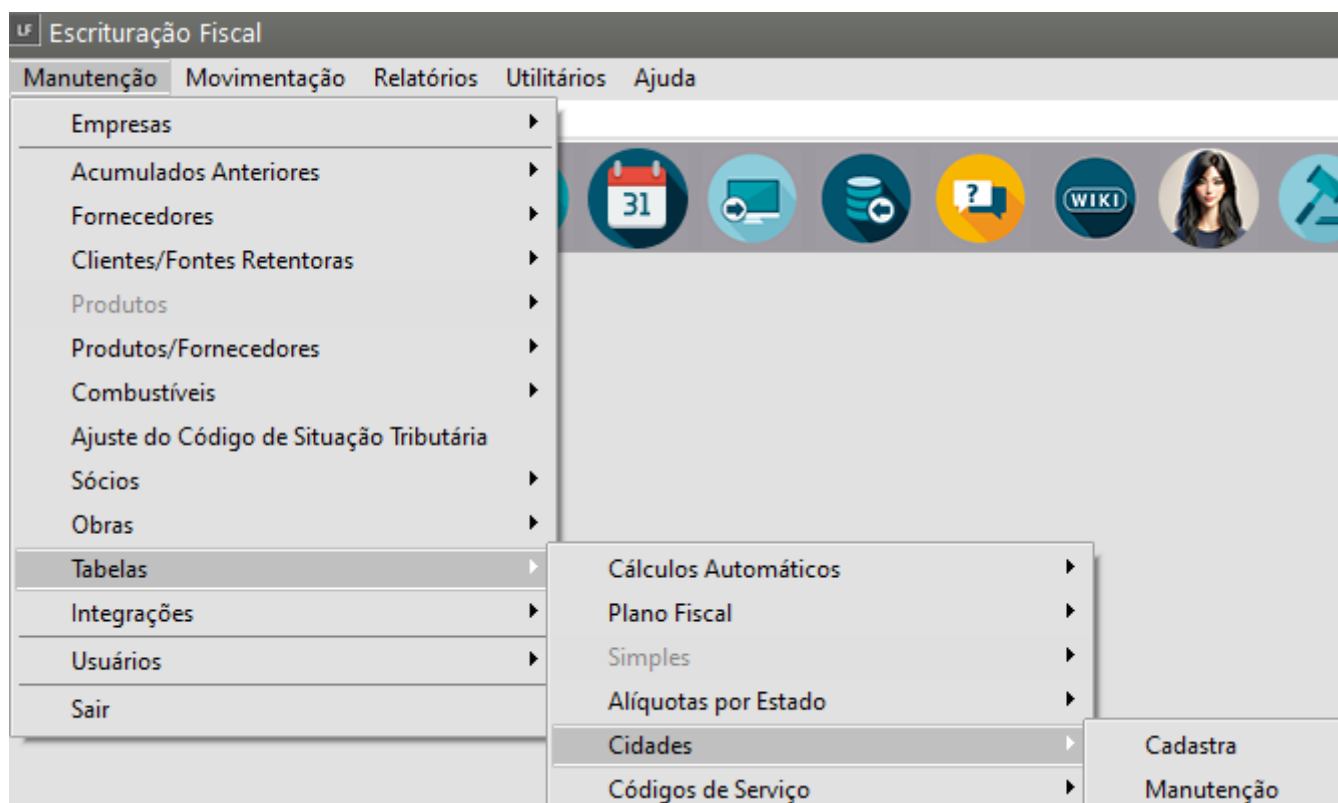 LF Escrituração Fiscal
Manutenção Movimentação Relatórios Utilitários Ajuda
Empresas
Acumulados Anteriores
Fornecedores
Clientes/Fontes Retentoras
Produtos
Produtos/Fornecedores
Combustíveis
Ajuste do Código de Situação Tributária
Sócios
Obras
Tabelas
Integrações
Usuários
Sair
31
?
WIKI
Cálculos Automáticos
Plano Fiscal
Simples
Alíquotas por Estado
Cidades
Códigos de Serviço
Cadastra
Manutenção